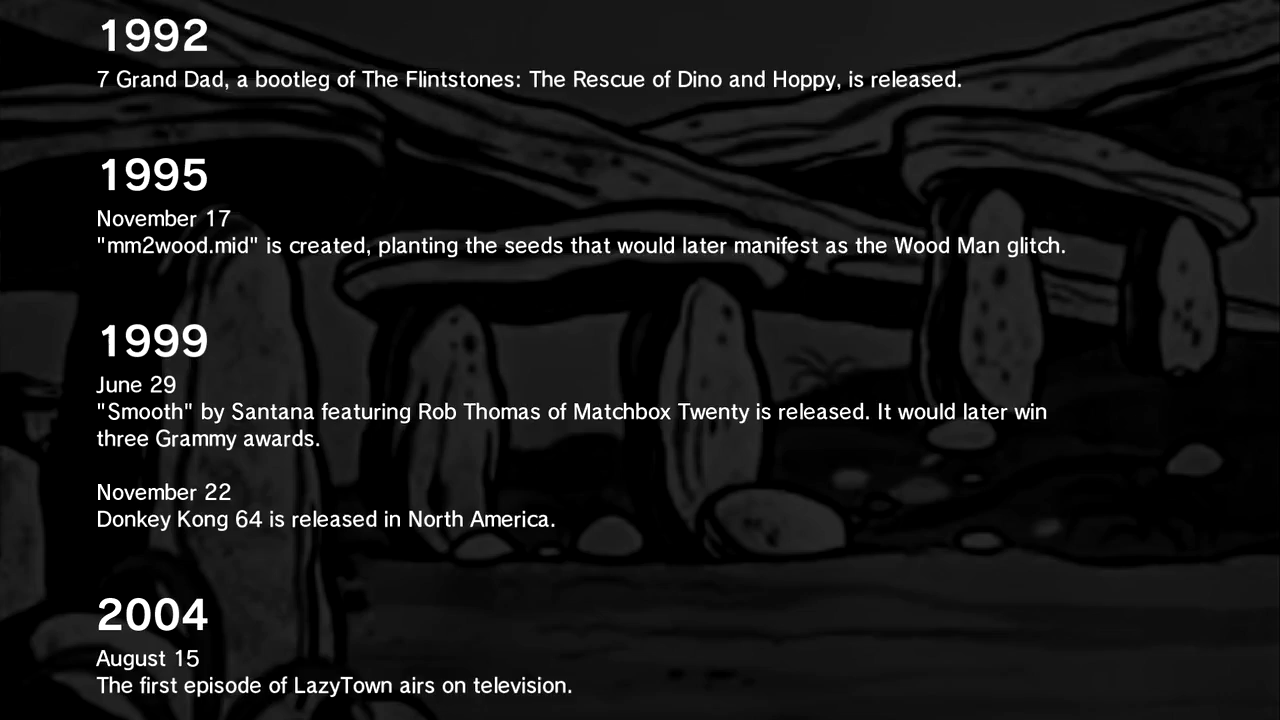 1992
7 Grand Dad, a bootleg of The Flintstones: The Rescue of Dino and Hoppy, is released.
1995
November 17
"mm2wood.mid" is created, planting the seeds that would later manifest as the Wood Man glitch.
1999
June 29
"Smooth" by Santana featuring Rob Thomas of Matchbox Twenty is released. It would later win
three Grammy awards.
November 22
Donkey Kong 64 is released in North America.
2004
August 15
The first episode of LazyTown airs on television.